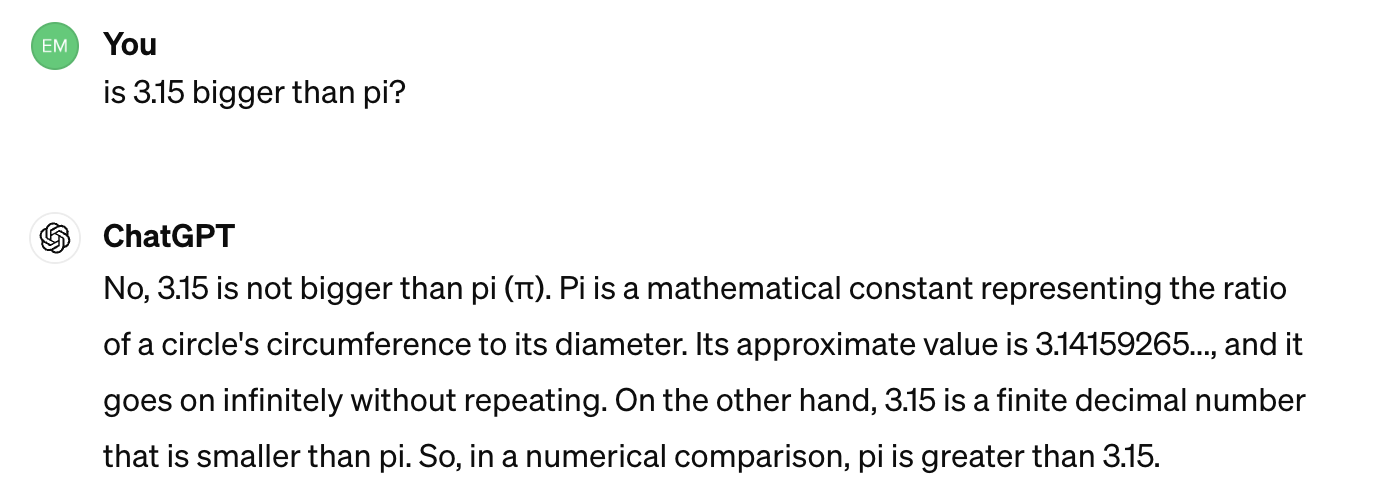 EM
You
is 3.15 bigger than pi?
ChatGPT
No, 3.15 is not bigger than pi (π). Pi is a mathematical constant representing the ratio
of a circle's circumference to its diameter. Its approximate value is 3.14159265..., and it
goes on infinitely without repeating. On the other hand, 3.15 is a finite decimal number
that is smaller than pi. So, in a numerical comparison, pi is greater than 3.15.